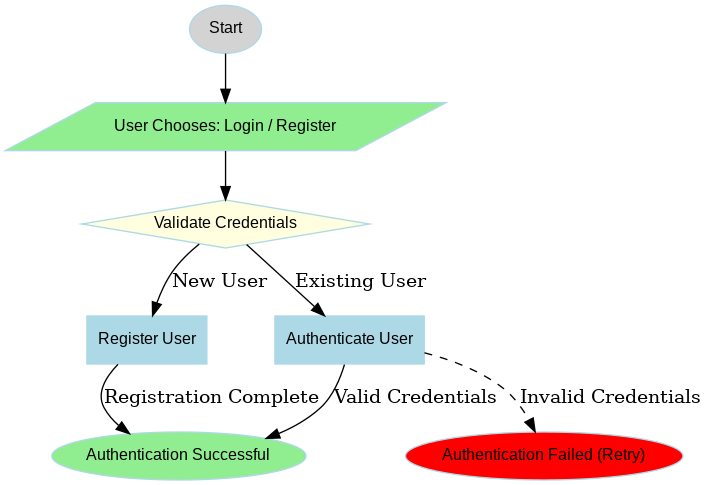 Start
User Chooses: Login / Register
Validate Credentials
New User
Existing User
Register User
Authenticate User
Registration Complete
Valid Credentials
Invalid Credentials
Authentication Successful
Authentication Failed (Retry)